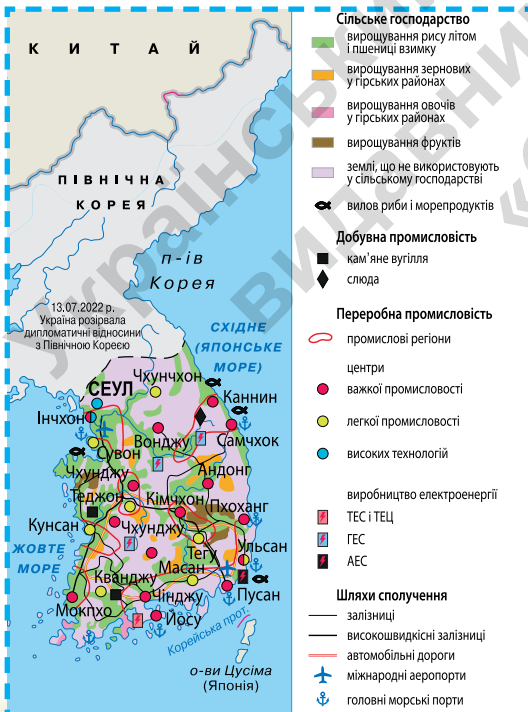 КИТАЙ
ПІВНІЧНА
КОРЕЯ
п-ів
Корея
13.07.2022 р.
Україна розірвала
дипломатичні відносини
з Північною Кореєю
СХІДНЕ
(ЯПОНСЬКЕ
МОРЕ)
СЕУЛ
Чхунчхон
Каннин
Інчхон
Вонджу
Самчхок
Сувон
Чхунджу
Андонг
Теджон
Кімчхон
Пхоханг
Кунсан
Чхунджу
ЖОВТЕ
МОРЕ
Тегу
Ульсан
Масан
Кванджу
Пусан
Мокпхо
Чінджу
Йосу
Корейська прот.
о-ви Цусіма
(Японія)
Сільське господарство
вирощування рису літом
і пшениці взимку
вирощування зернових
у гірських районах
вирощування овочів
у гірських районах
вирощування фруктів
землі, що не використовують
у сільському господарстві
вилов риби і морепродуктів
Добувна промисловість
кам'яне вугілля
слюда
Переробна промисловість
промислові регіони
центри
важкої промисловості
легкої промисловості
високих технологій
виробництво електроенергії
ТЕС і ТЕЦ
ГЕС
АЕС
Шляхи сполучення
залізниці
високошвидкісні залізниці
автомобільні дороги
міжнародні аеропорти
головні морські порти